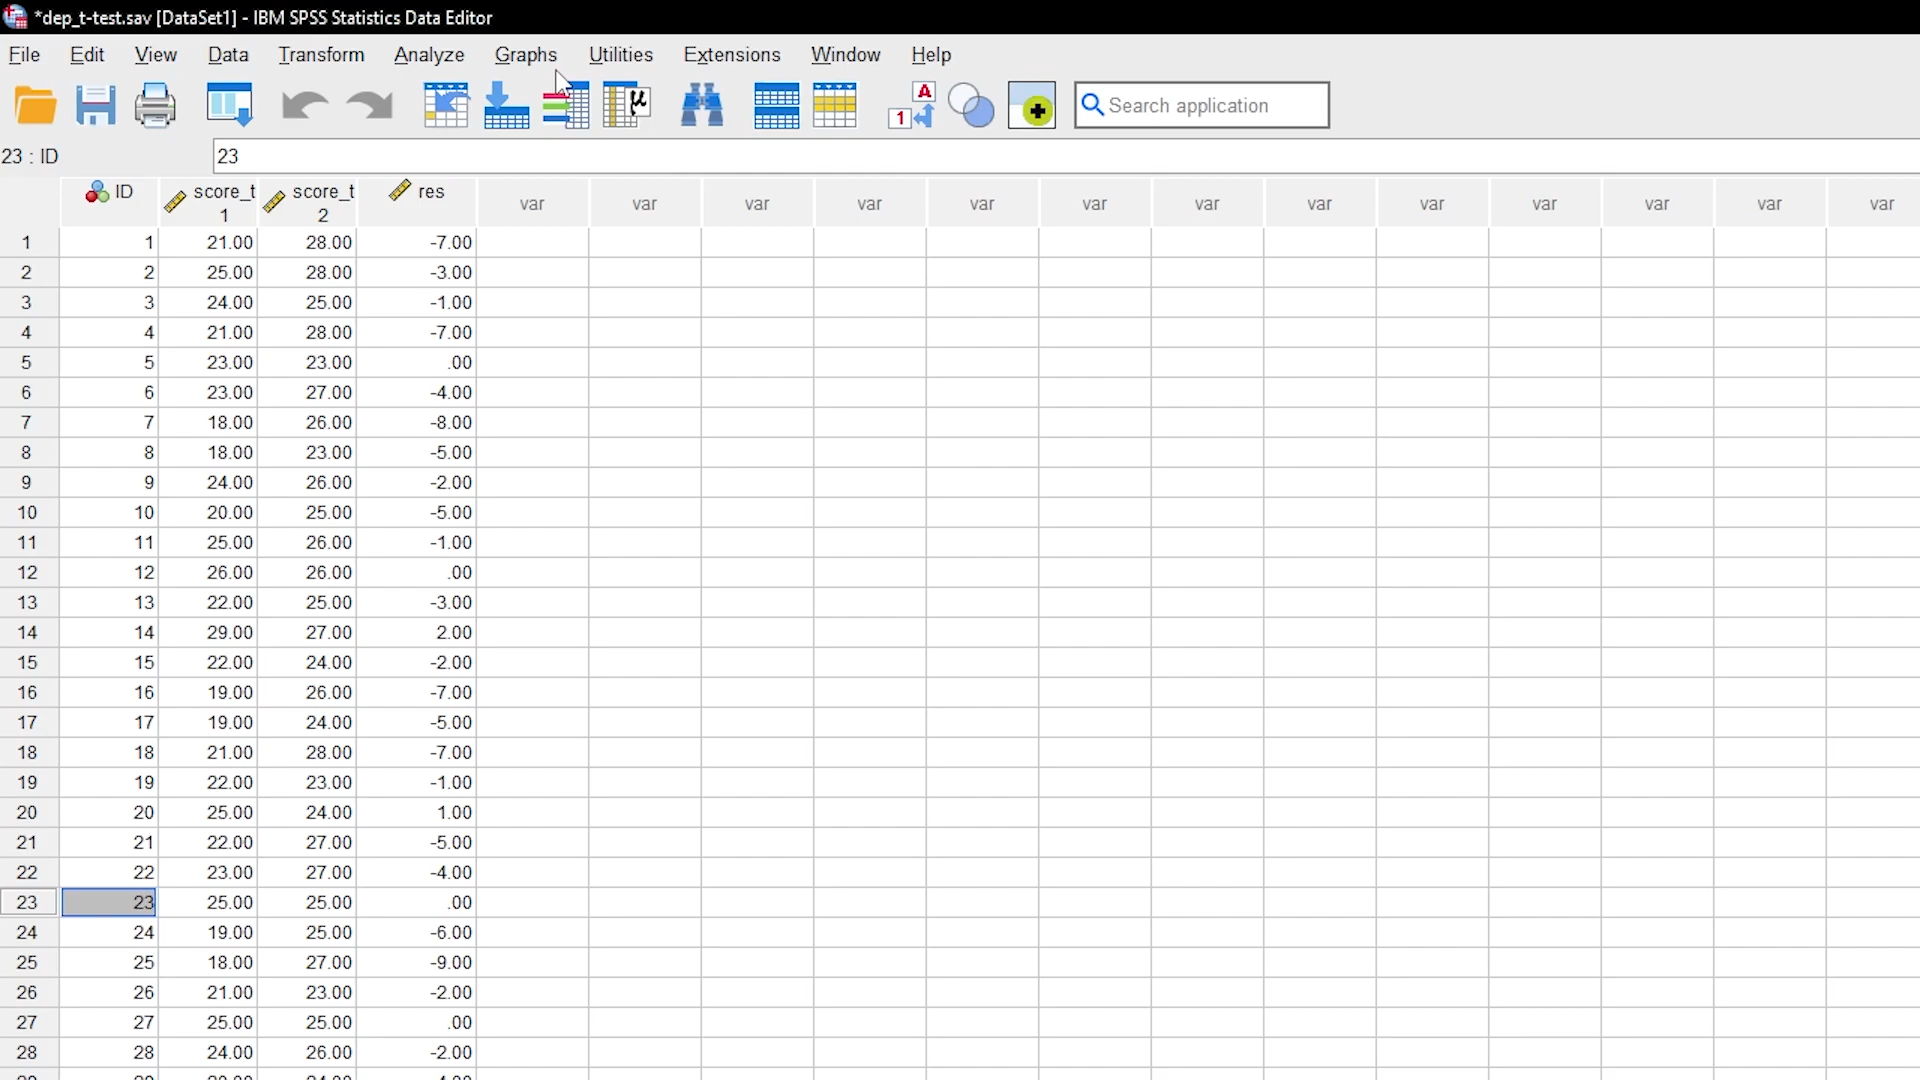 *dep_t-test.sav [DataSet1] - IBM SPSS Statistics Data Editor
File Edit View Data Transform Analyze Graphs Utilities Extensions Window Help
A 1 μ Search application
23 : ID 23
ID score_t1 score_t2 res var var var var var var var var var var var var var
1 1 21.00 28.00 -7.00
2 2 25.00 28.00 -3.00
3 3 24.00 25.00 -1.00
4 4 21.00 28.00 -7.00
5 5 23.00 23.00 .00
6 6 23.00 27.00 -4.00
7 7 18.00 26.00 -8.00
8 8 18.00 23.00 -5.00
9 9 24.00 26.00 -2.00
10 10 20.00 25.00 -5.00
11 11 25.00 26.00 -1.00
12 12 26.00 26.00 .00
13 13 22.00 25.00 -3.00
14 14 29.00 27.00 2.00
15 15 22.00 24.00 -2.00
16 16 19.00 26.00 -7.00
17 17 19.00 24.00 -5.00
18 18 21.00 28.00 -7.00
19 19 22.00 23.00 -1.00
20 20 25.00 24.00 1.00
21 21 22.00 27.00 -5.00
22 22 23.00 27.00 -4.00
23 23 25.00 25.00 .00
24 24 19.00 25.00 -6.00
25 25 18.00 27.00 -9.00
26 26 21.00 23.00 -2.00
27 27 25.00 25.00 .00
28 28 24.00 26.00 -2.00